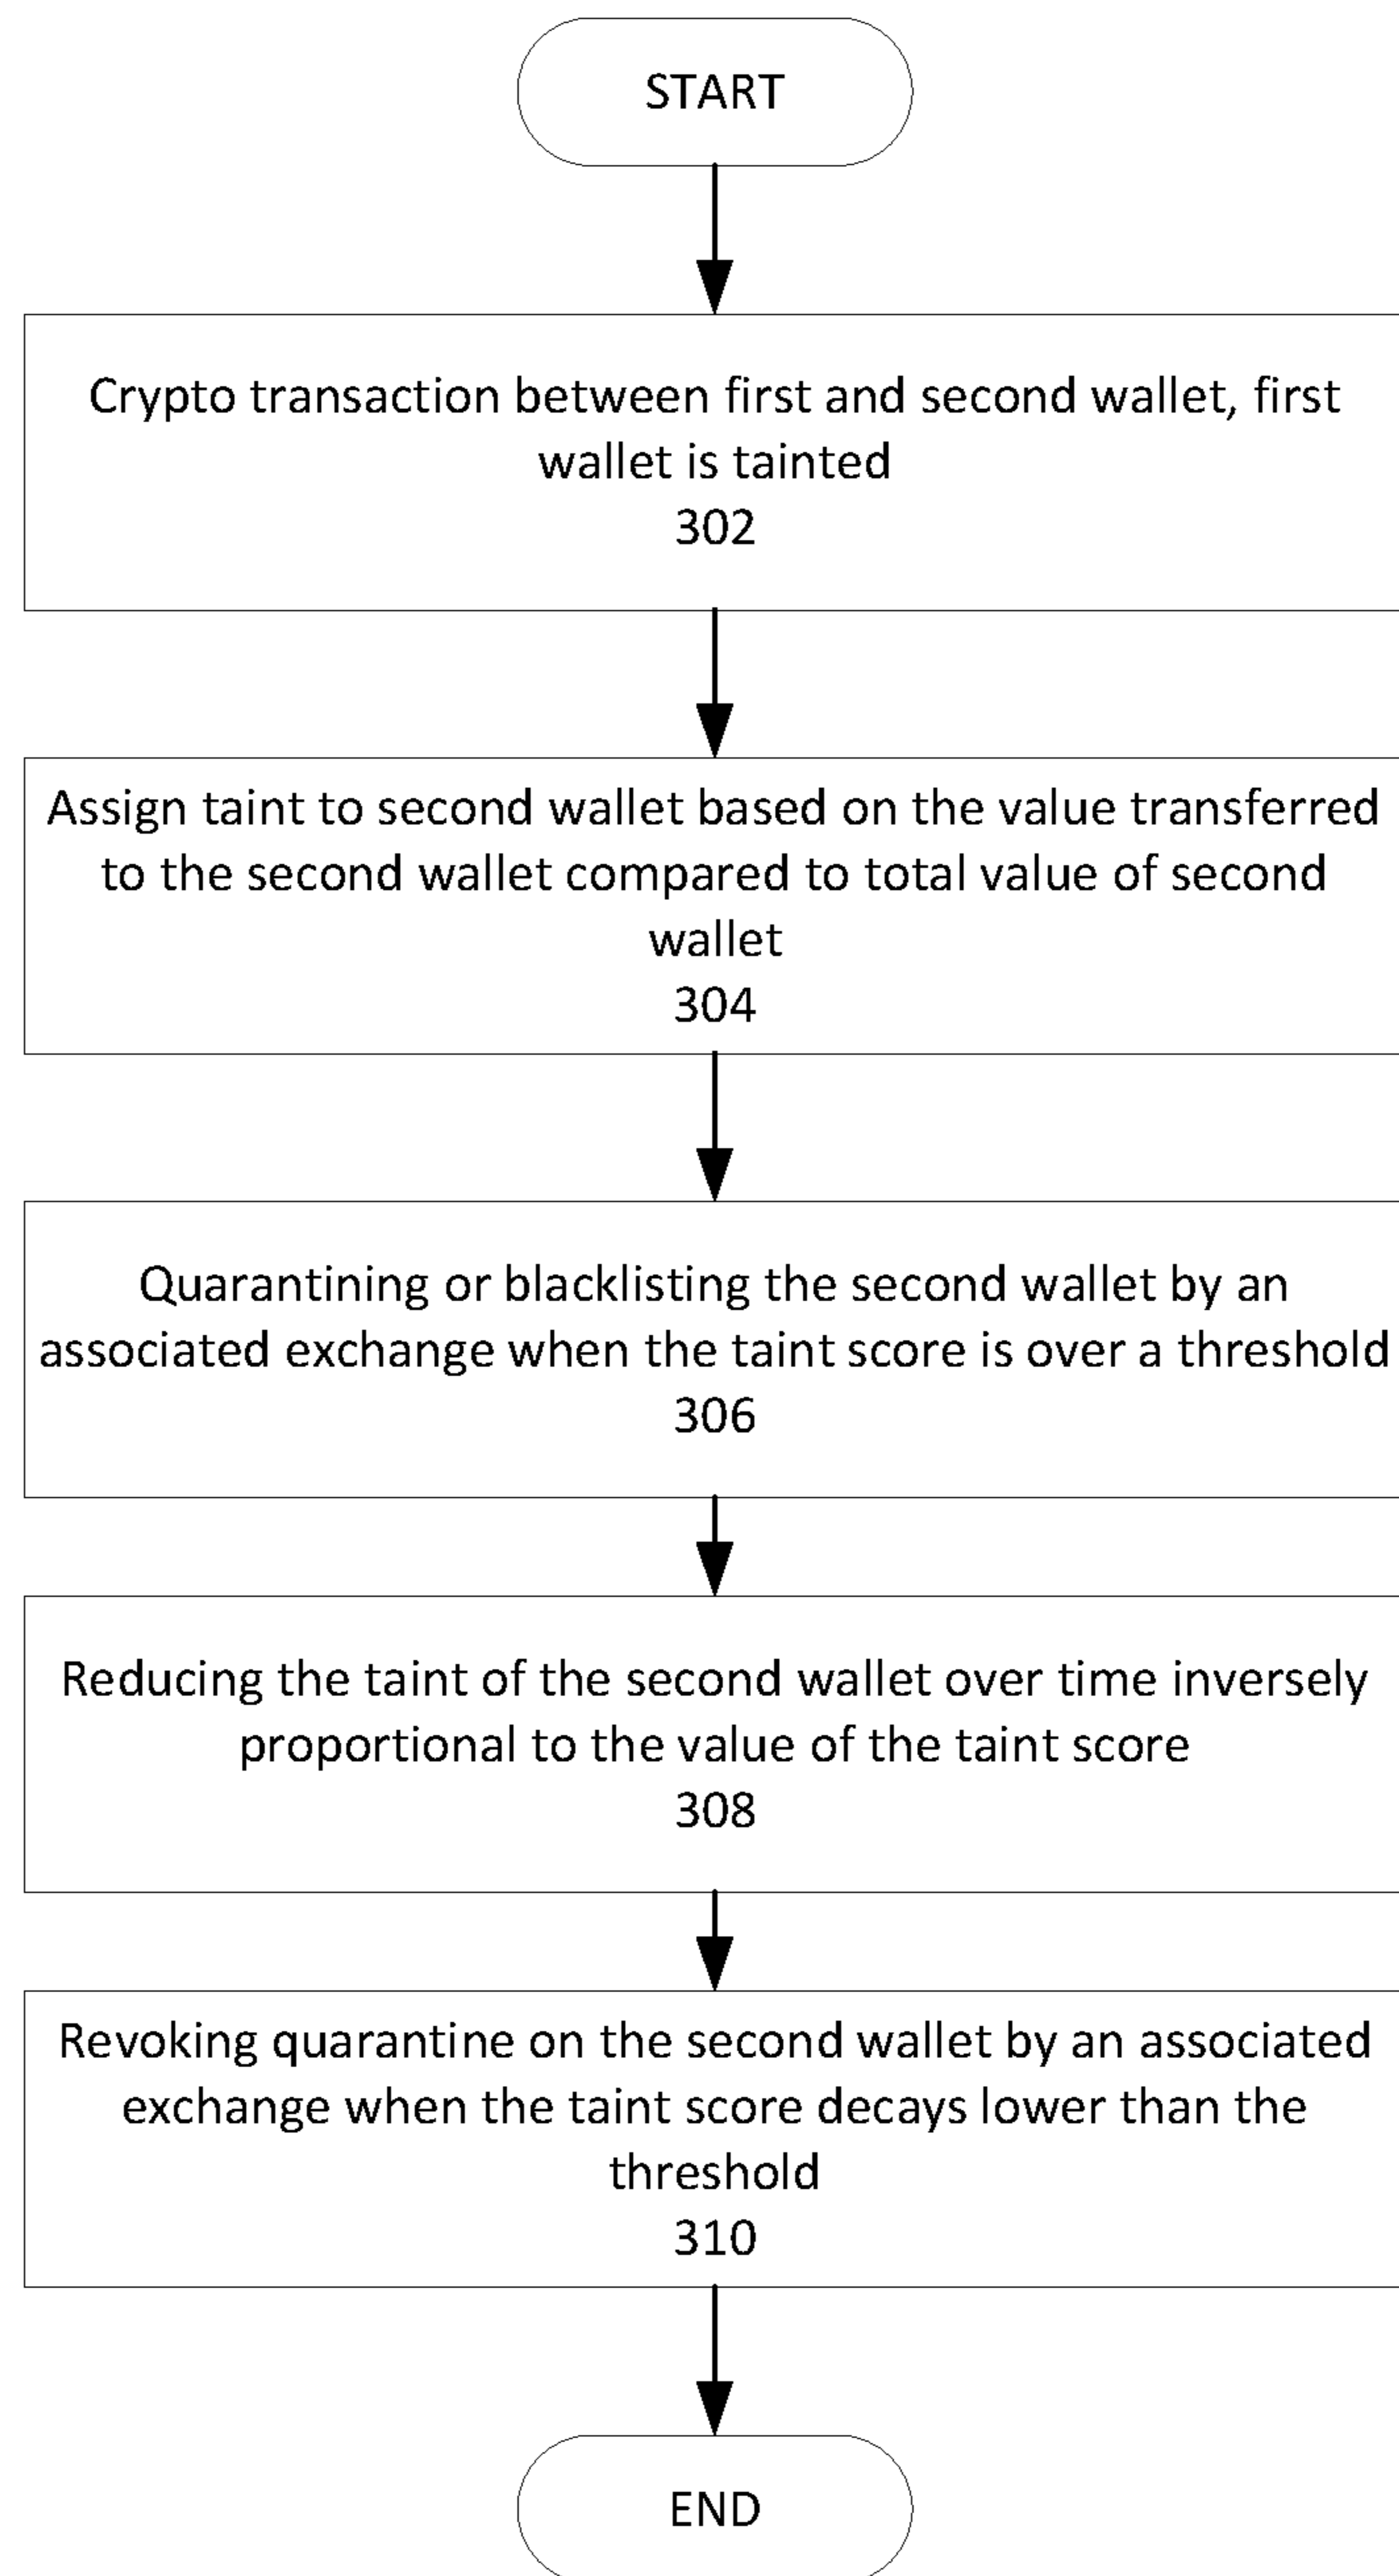 START
Crypto transaction between first and second wallet, first
wallet is tainted
302
Assign taint to second wallet based on the value transferred
to the second wallet compared to total value of second
wallet
304
Quarantining or blacklisting the second wallet by an
associated exchange when the taint score is over a threshold
306
Reducing the taint of the second wallet over time inversely
proportional to the value of the taint score
308
Revoking quarantine on the second wallet by an associated
exchange when the taint score decays lower than the
threshold
310
END